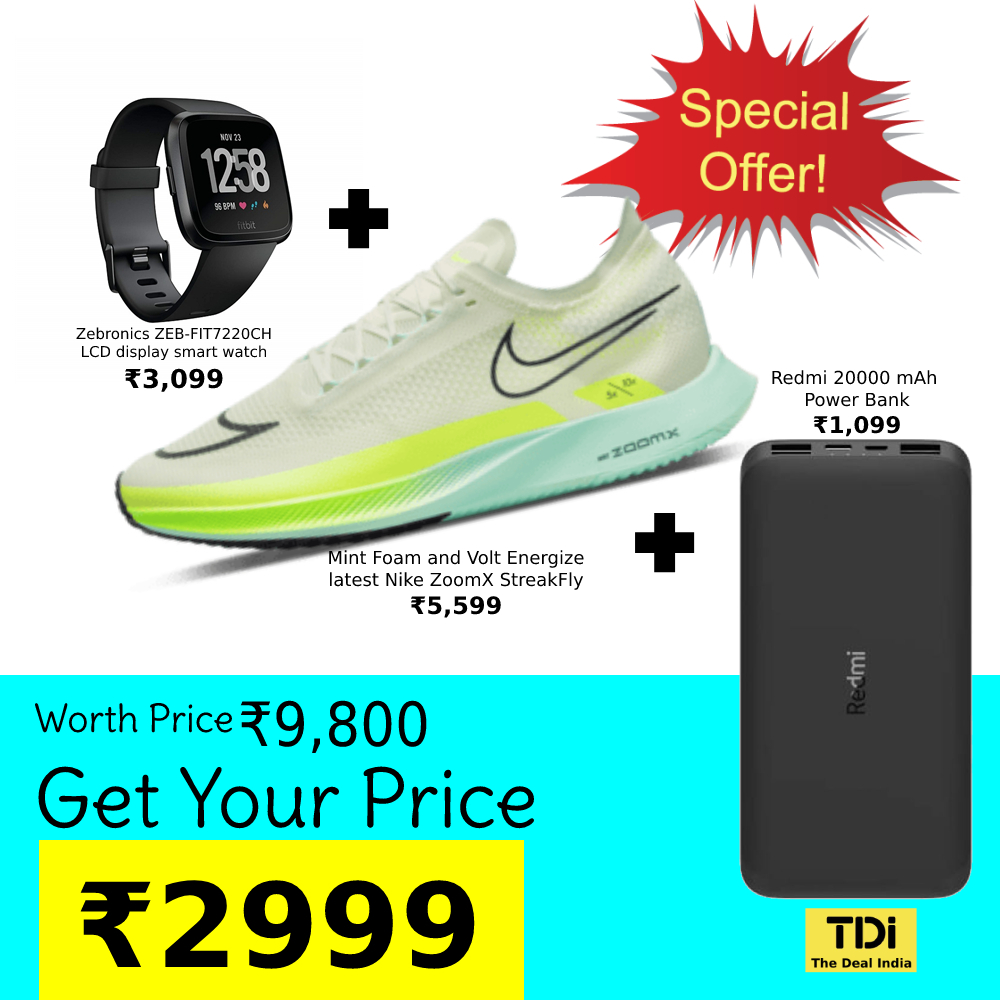 Special
Offer!
NOV 23
12:58
96 BPM
fitbit
Zebronics ZEB-FIT7220CH
LCD display smart watch
₹3,099
ZOOMX
Mint Foam and Volt Energize
latest Nike ZoomX StreakFly
₹5,599
Redmi 20000 mAh
Power Bank
₹1,099
Redmi
Worth Price ₹9,800
Get Your Price
₹2999
TDi
The Deal India